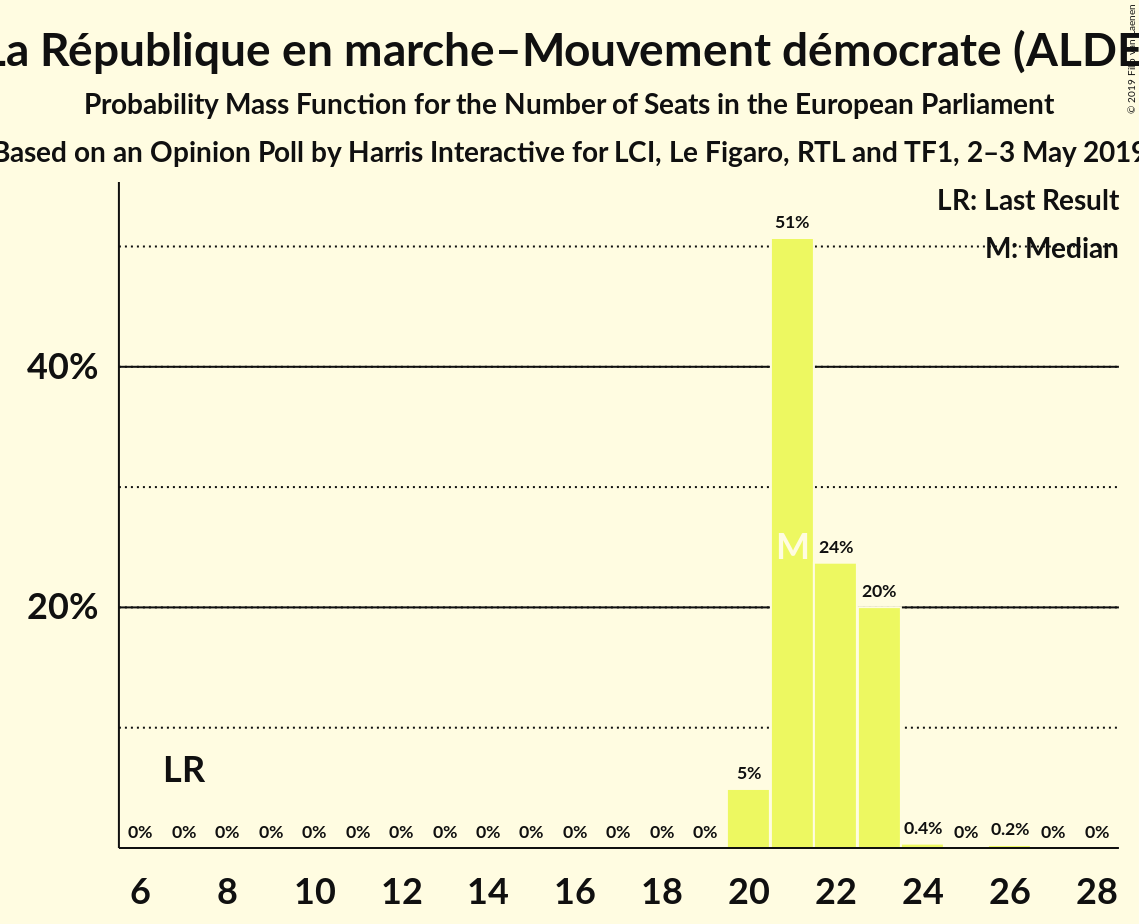 La République en marche–Mouvement démocrate (ALDE
Probability Mass Function for the Number of Seats in the European Parliament
Based on an Opinion Poll by Harris Interactive for LCI, Le Figaro, RTL and TF1, 2–3 May 2019
© 2019
LR: Last Result
M: Median
51%
40%
M
24%
20%
20%
LR
5%
0% 0% 0% 0% 0% 0% 0% 0% 0% 0% 0% 0% 0% 0% 0.4% 0% 0.2% 0% 0%
6 8 10 12 14 16 18 20 22 24 26 28